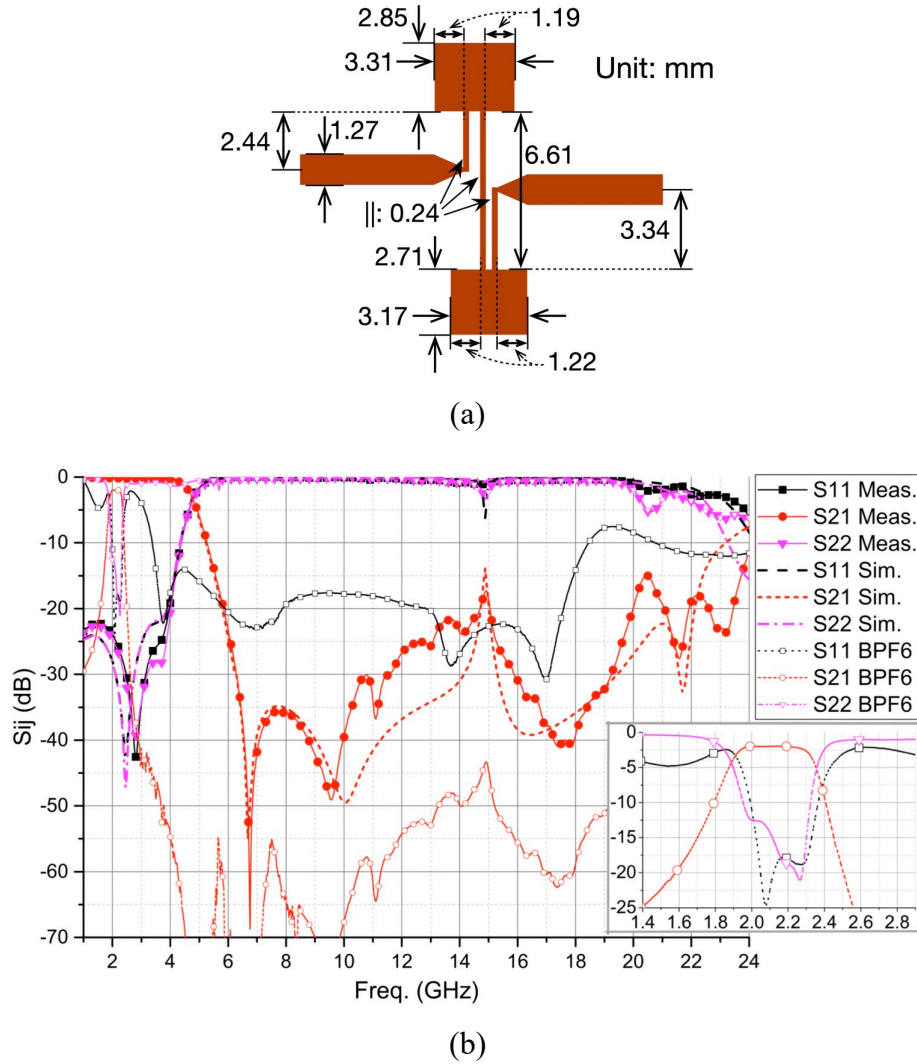 2.85
1.19
3.31
Unit: mm
2.44
1.27
6.61
||: 0.24
3.34
2.71
3.17
1.22
(a)
0
-10
-20
-30
-40
-50
-60
-70
Sij (dB)
2 4 6 8 10 12 14 16 18 20 22 24
Freq. (GHz)
S11 Meas.
S21 Meas.
S22 Meas.
S11 Sim.
S21 Sim.
S22 Sim.
S11 BPF6
S21 BPF6
S22 BPF6
0
-5
-10
-15
-20
-25
1.4 1.6 1.8 2.0 2.2 2.4 2.6 2.8
(b)